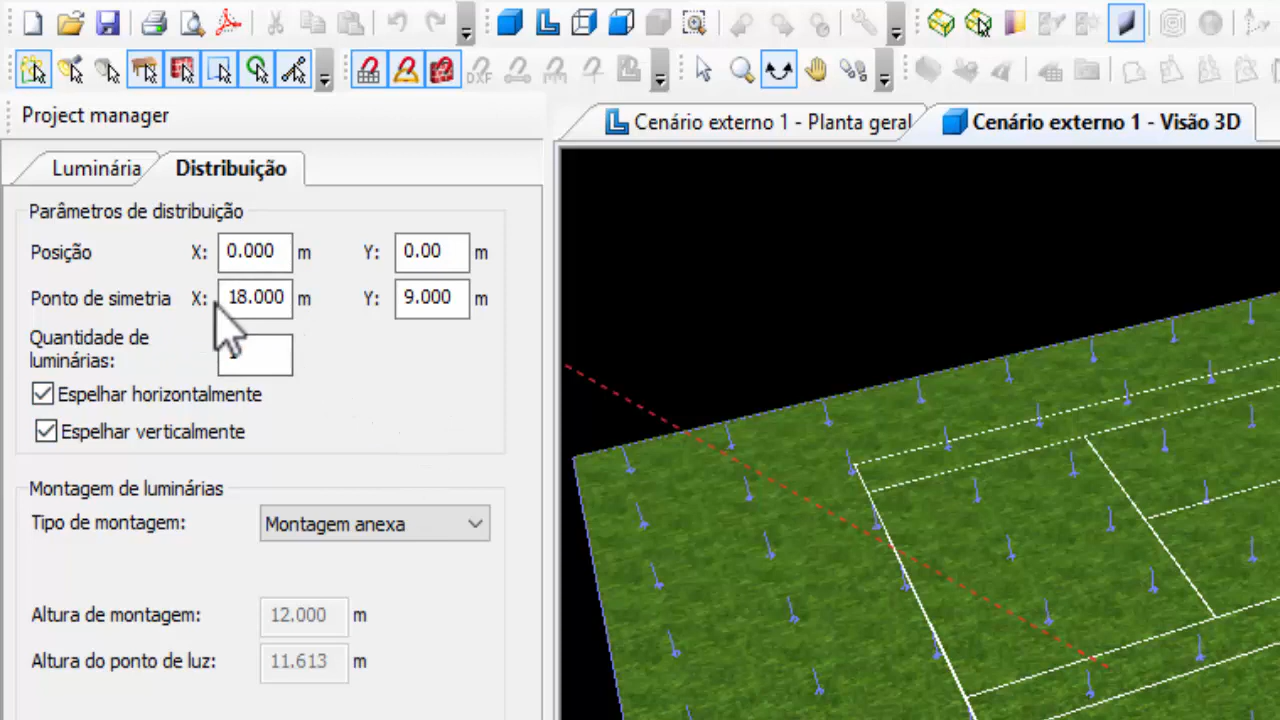 DXF
Project manager
Cenário externo 1 - Planta geral
Cenário externo 1 - Visão 3D
Luminária
Distribuição
Parâmetros de distribuição
Posição X: 0.000 m Y: 0.00 m
Ponto de simetria X: 18.000 m Y: 9.000 m
Quantidade de
luminárias:
Espelhar horizontalmente
Espelhar verticalmente
Montagem de luminárias
Tipo de montagem: Montagem anexa
Altura de montagem: 12.000 m
Altura do ponto de luz: 11.613 m